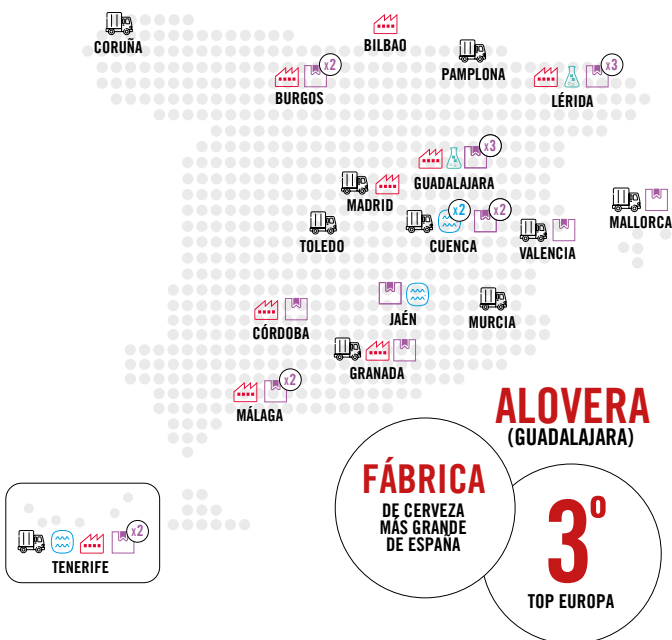 CORUÑA
BILBAO
PAMPLONA
x2
BURGOS
x3
LÉRIDA
x3
GUADALAJARA
MADRID
MALLORCA
TOLEDO
x2
x2
CUENCA
VALENCIA
CÓRDOBA
JAÉN
MURCIA
GRANADA
x2
MÁLAGA
ALOVERA
(GUADALAJARA)
FÁBRICA
DE CERVEZA
MÁS GRANDE
DE ESPAÑA
3º
TOP EUROPA
x2
TENERIFE